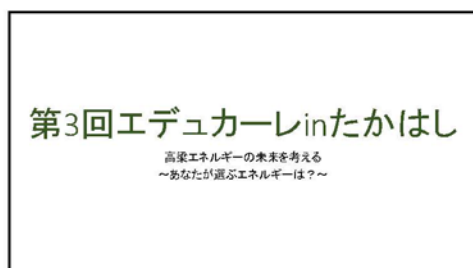 第3回エデュカーレinたかはし
高梁エネルギーの未来を考える
～あなたが選ぶエネルギーは？～